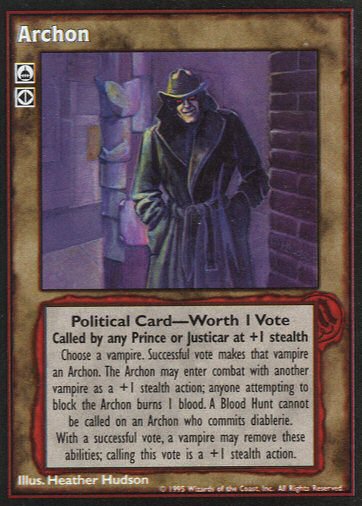 Archon
Political Card—Worth 1 Vote
Called by any Prince or Justicar at +1 stealth
Choose a vampire. Successful vote makes that vampire
an Archon. The Archon may enter combat with another
vampire as a +1 stealth action; anyone attempting to
block the Archon burns 1 blood. A Blood Hunt cannot
be called on an Archon who commits diablerie.
With a successful vote, a vampire may remove these
abilities; calling this vote is a +1 stealth action.
Illus. Heather Hudson
© 1995 Wizards of the Coast, Inc. All Rights Reserved.